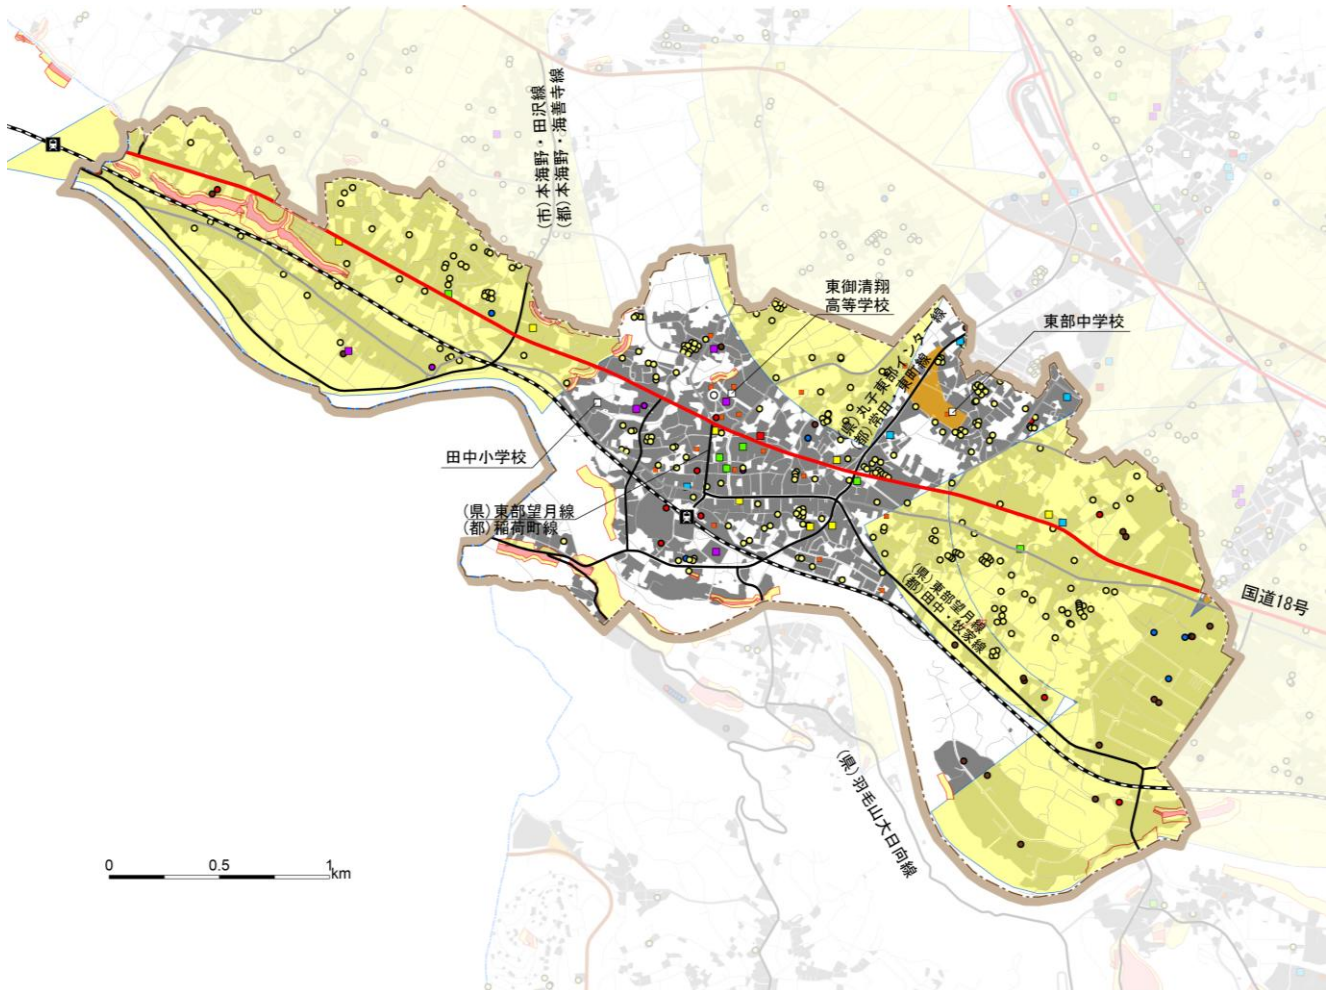 (市)本海野・田沢線
(都)本海野・海善寺線
東御清翔
高等学校
東部中学校
(県)丸子東部インター線
(都)常田・東町線
田中小学校
(県)東部望月線
(都)稲荷町線
(県)東部望月線
(都)田中・牧家線
国道18号
(県)羽毛山大日向線
0 0.5 1
km